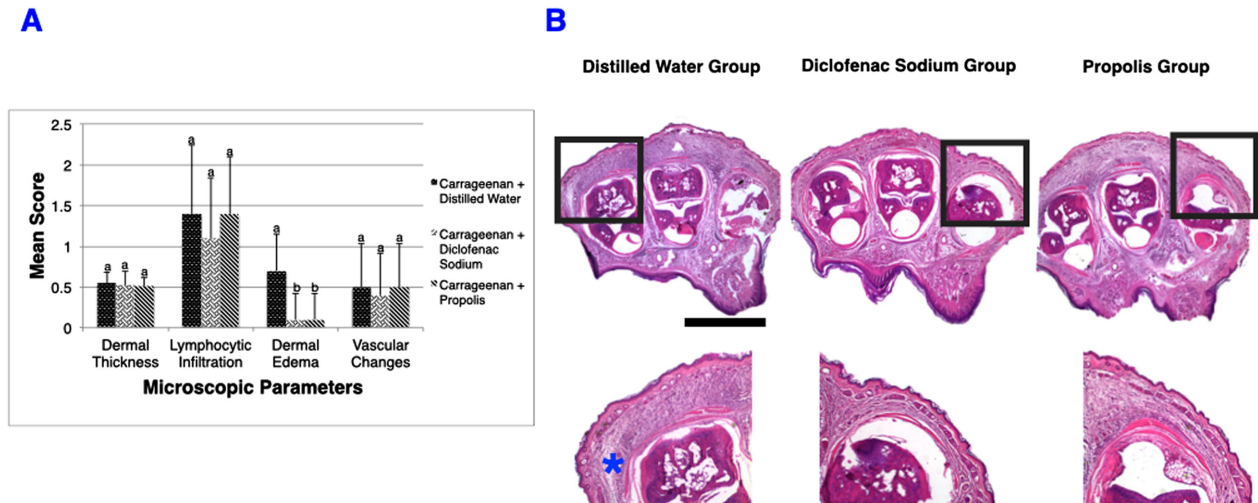 A
B
Distilled Water Group
Diclofenac Sodium Group
Propolis Group
2.5
2
1.5
1
0.5
0
Mean Score
a
a
a
a
a
a
a
b
b
a
a
a
Carrageenan +
Distilled Water
Carrageenan +
Diclofenac
Sodium
Carrageenan +
Propolis
Dermal
Thickness
Lymphocytic
Infiltration
Dermal
Edema
Vascular
Changes
Microscopic Parameters
*